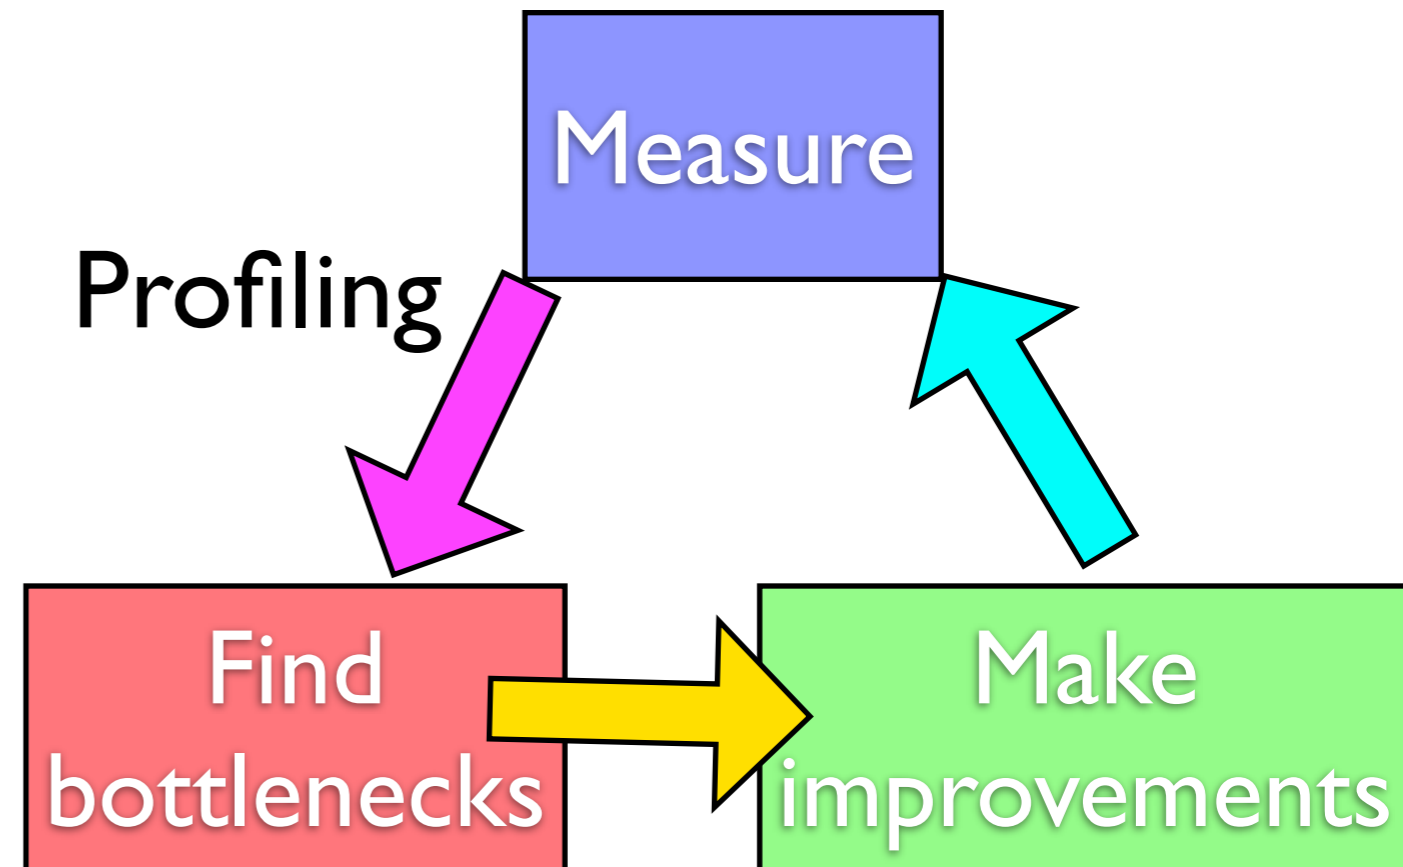 Measure
Profiling
Find
bottlenecks
Make
improvements